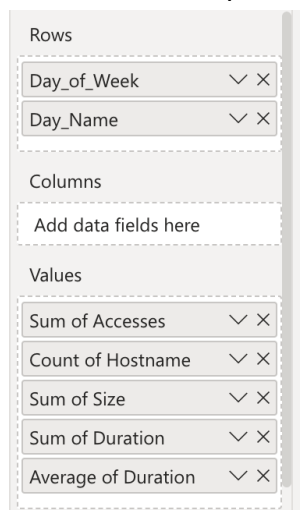 Rows
Day_of_Week
Day_Name
Columns
Add data fields here
Values
Sum of Accesses
Count of Hostname
Sum of Size
Sum of Duration
Average of Duration